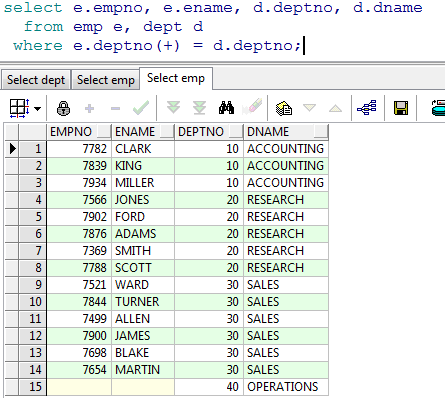 select e.empno, e.ename, d.deptno, d.dname
from emp e, dept d
where e.deptno(+) = d.deptno;
Select dept Select emp Select emp
EMPNO ENAME DEPTNO DNAME
1 7782 CLARK 10 ACCOUNTING
2 7839 KING 10 ACCOUNTING
3 7934 MILLER 10 ACCOUNTING
4 7566 JONES 20 RESEARCH
5 7902 FORD 20 RESEARCH
6 7876 ADAMS 20 RESEARCH
7 7369 SMITH 20 RESEARCH
8 7788 SCOTT 20 RESEARCH
9 7521 WARD 30 SALES
10 7844 TURNER 30 SALES
11 7499 ALLEN 30 SALES
12 7900 JAMES 30 SALES
13 7698 BLAKE 30 SALES
14 7654 MARTIN 30 SALES
15 40 OPERATIONS